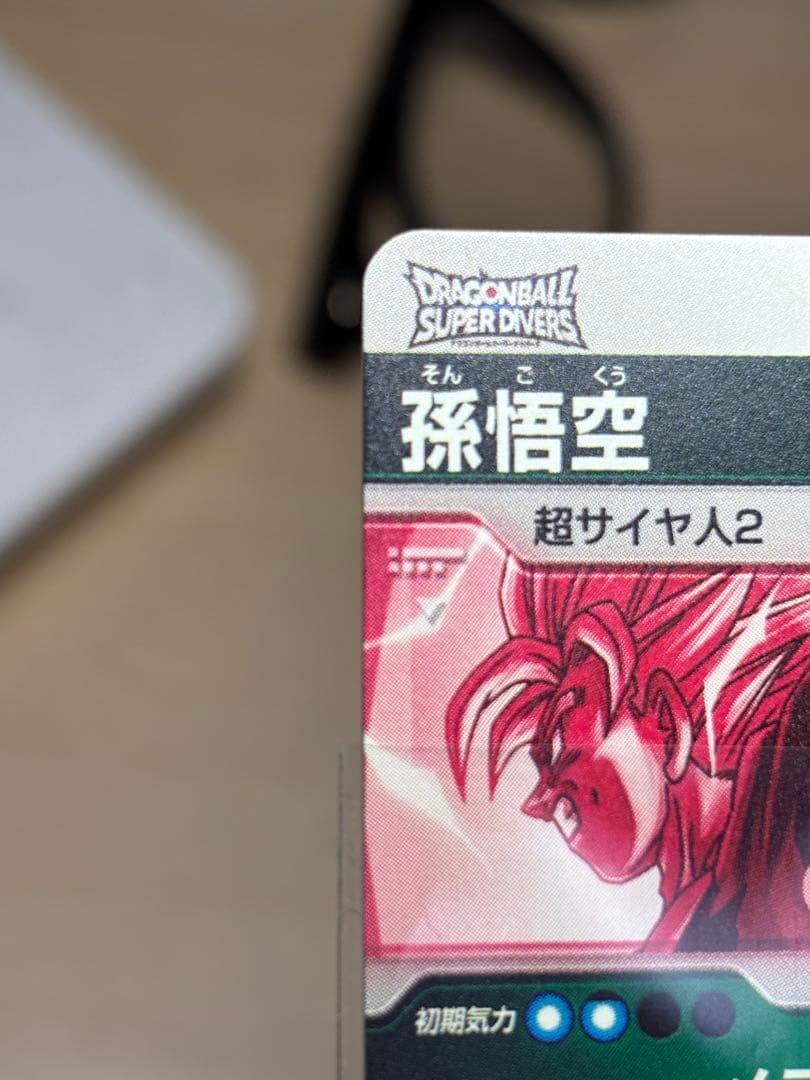 DRAGONBALL
SUPER DIVERS
そん ご くう
孫悟空
超サイヤ人2
初期気力